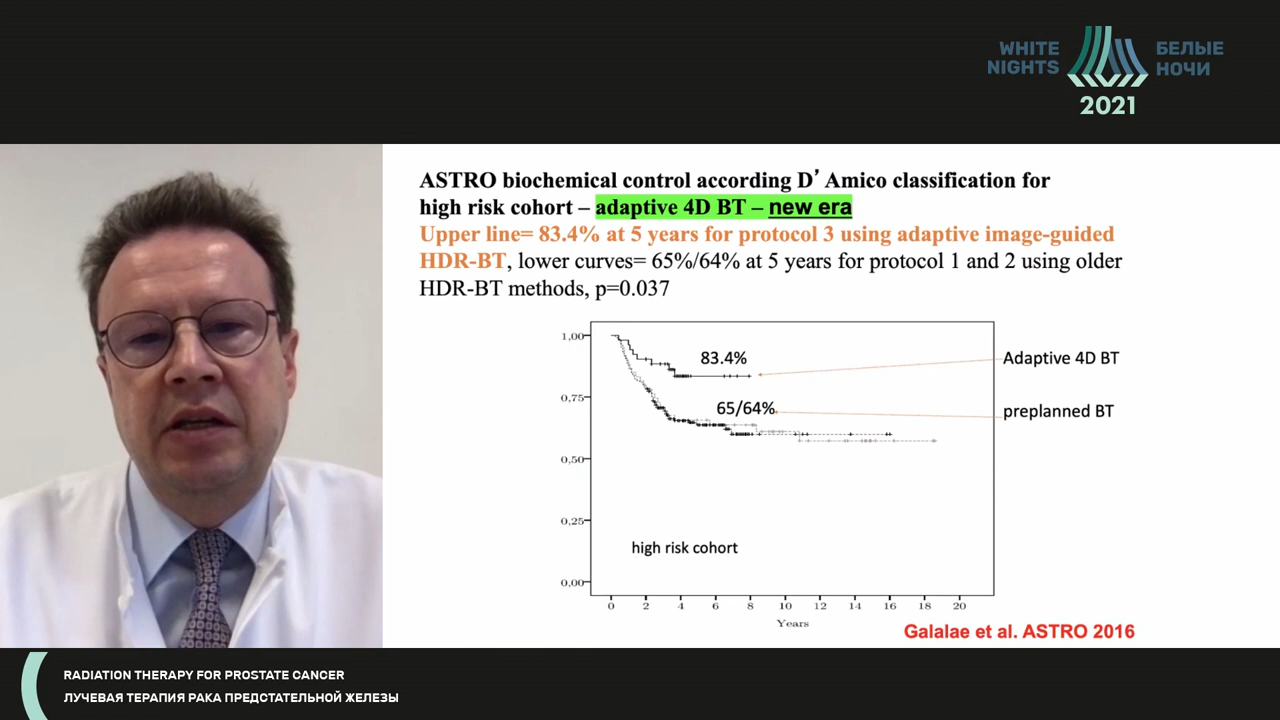 WHITE
NIGHTS
БЕЛЫЕ
НОЧИ
2021
ASTRO biochemical control according D’ Amico classification for
high risk cohort – adaptive 4D BT – new era
Upper line= 83.4% at 5 years for protocol 3 using adaptive image-guided
HDR-BT, lower curves= 65%/64% at 5 years for protocol 1 and 2 using older
HDR-BT methods, p=0.037
1,00
0,75
0,50
0,25
0,00
83.4%
Adaptive 4D BT
65/64%
preplanned BT
high risk cohort
0 2 4 6 8 10 12 14 16 18 20
Years
Galalae et al. ASTRO 2016
RADIATION THERAPY FOR PROSTATE CANCER
ЛУЧЕВАЯ ТЕРАПИЯ РАКА ПРЕДСТАТЕЛЬНОЙ ЖЕЛЕЗЫ